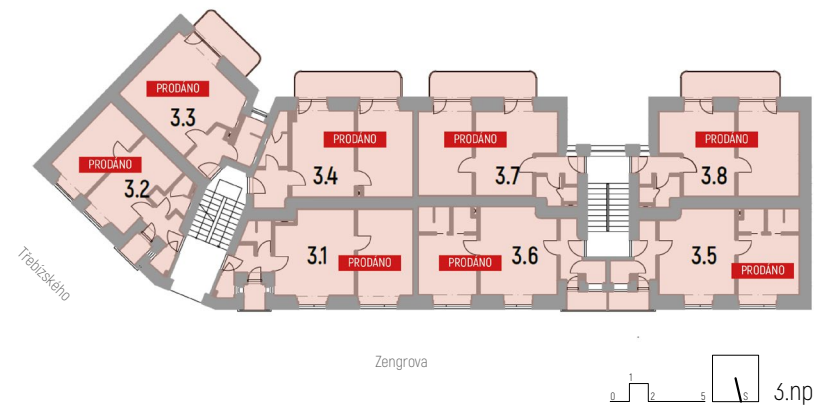 PRODÁNO
3.3
PRODÁNO
3.2
PRODÁNO
3.4
PRODÁNO
3.7
PRODÁNO
3.8
3.1
PRODÁNO
PRODÁNO
3.6
3.5
PRODÁNO
Třebízského
Zengrova
0 1 2 5
S
3.np